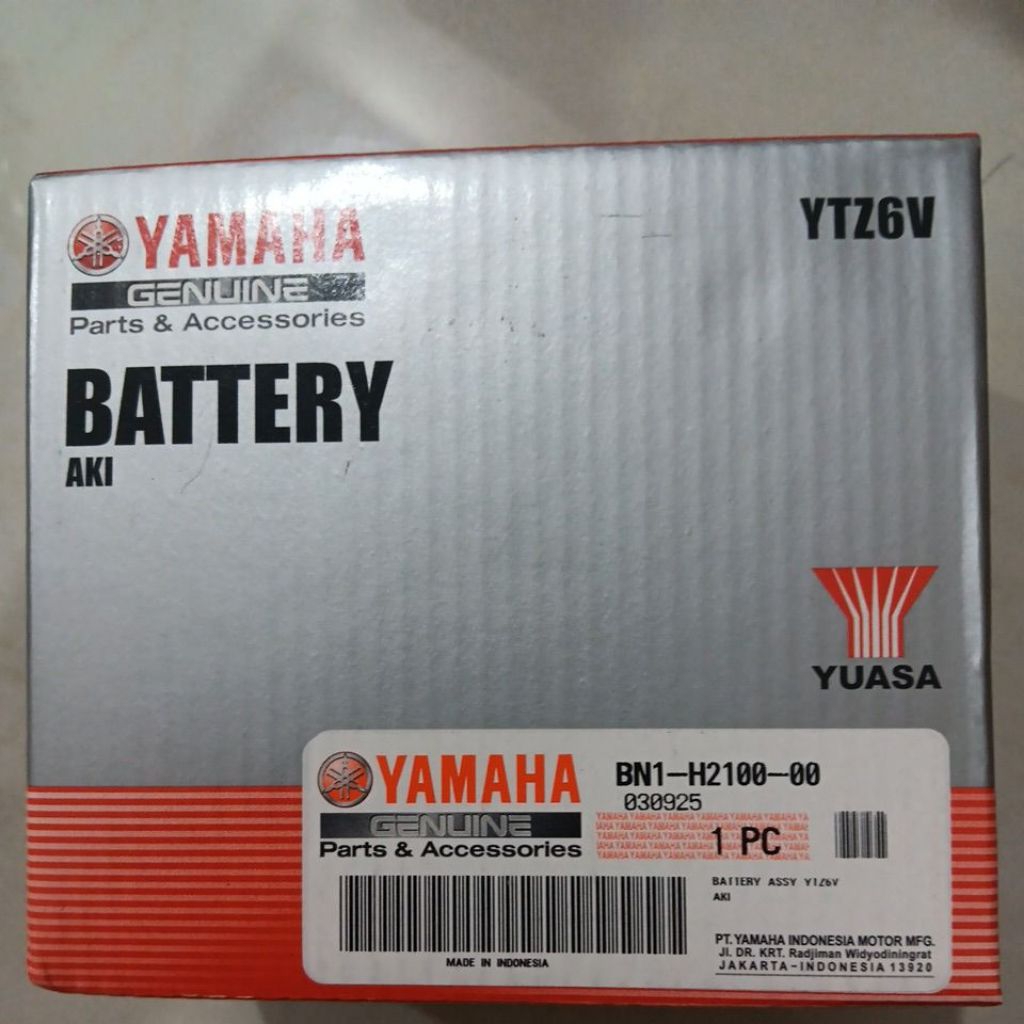 YAMAHA
GENUINE
Parts & Accessories
YTZ6V
BATTERY
AKI
YUASA
YAMAHA
GENUINE
Parts & Accessories
BN1-H2100-00
030925
1 PC
BATTERY ASSY YTZ6V
AKI
MADE IN INDONESIA
PT. YAMAHA INDONESIA MOTOR MFG.
Jl. DR. KRT. Radjiman Widyodiningrat
JAKARTA-INDONESIA 13920